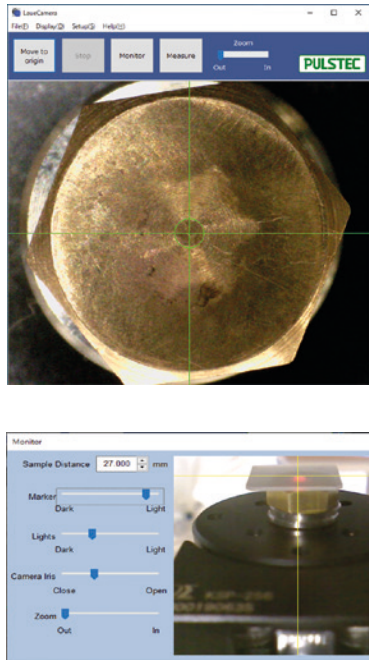 LaueCamera
File(F) Display(D) Setup(S) Help(H)
Move to origin
stop
Monitor
Measure
Zoom
Out In
PULSTEC
Monitor
Sample Distance 27.000 mm
Marker
Dark Light
Lights
Dark Light
Camera Iris
Close Open
Zoom
Out In